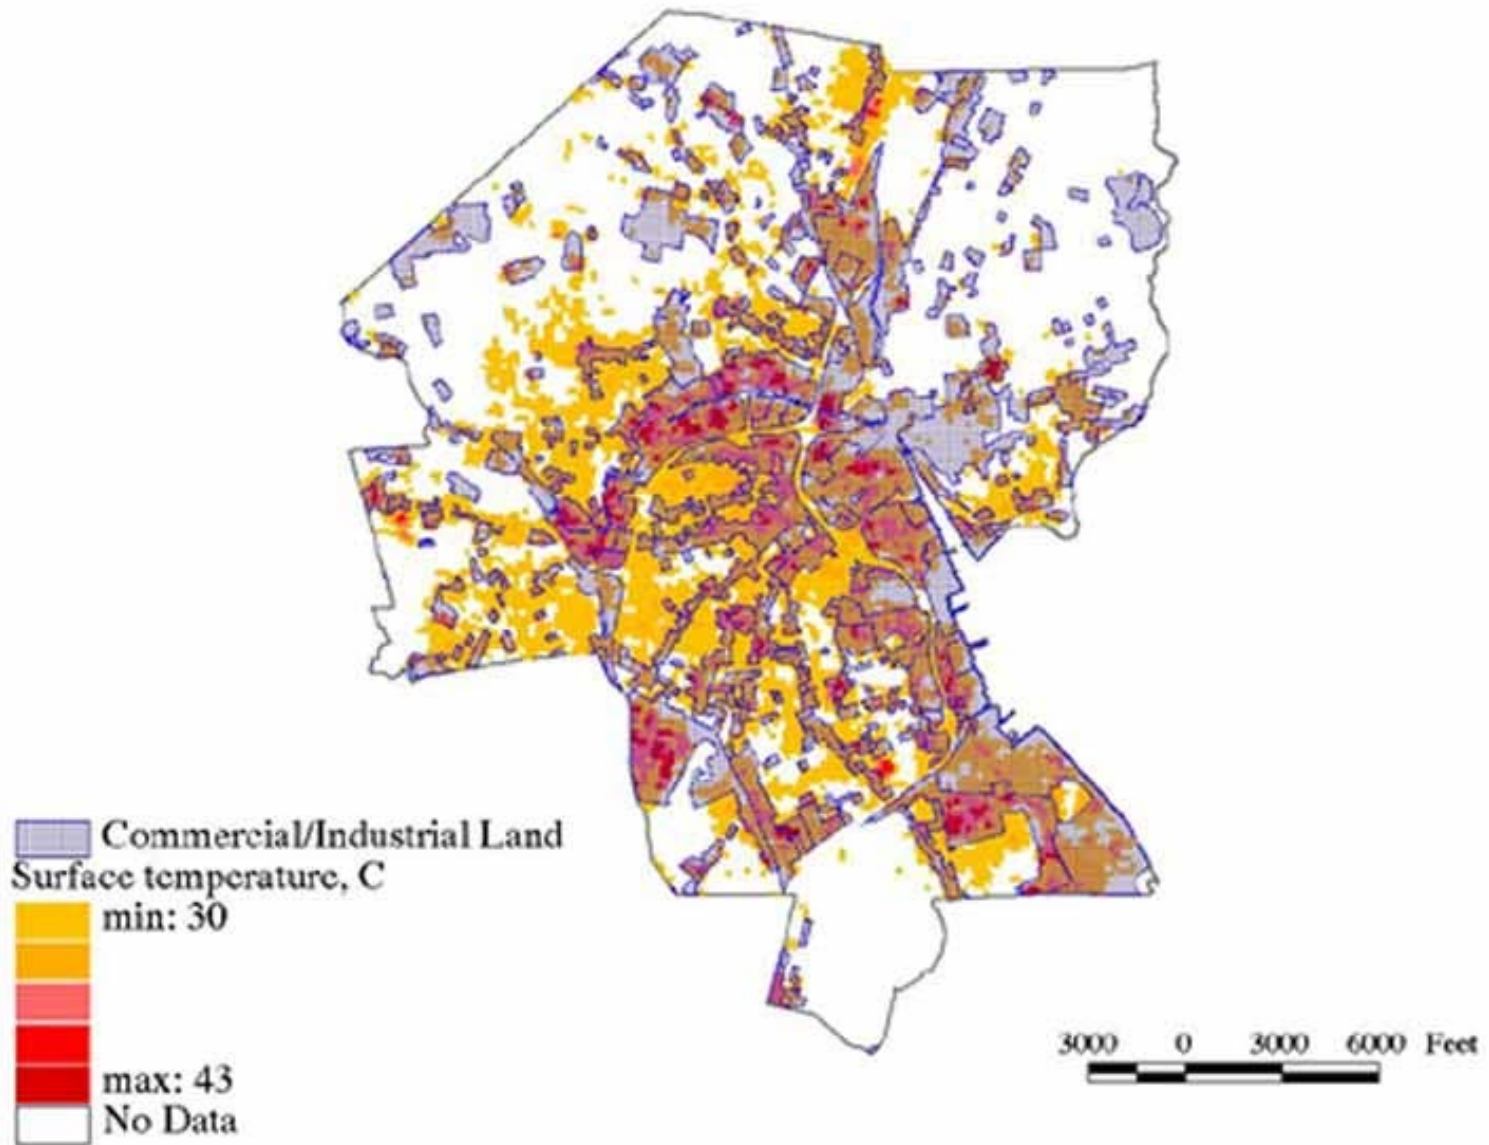 Commercial/Industrial Land
Surface temperature, C
min: 30
max: 43
No Data
3000 0 3000 6000 Feet